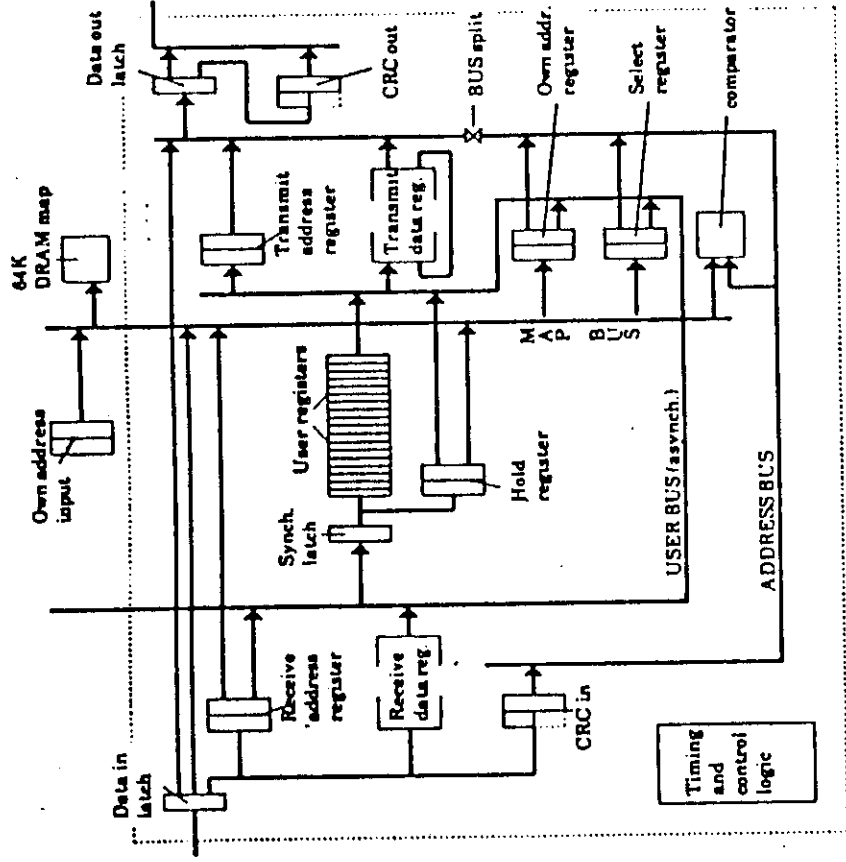 Data in
latch
Own address
input
64K
DRAM map
Data out
latch
CRC out
Receive
address
register
Receive
data reg.
CRC in
Synch.
latch
User registers
Hold
register
Transmit
address
register
Transmit
data reg.
BUS split
Own addr.
register
Select
register
comparator
MAP BUS
USER BUS (asynch.)
ADDRESS BUS
Timing
and
control
logic